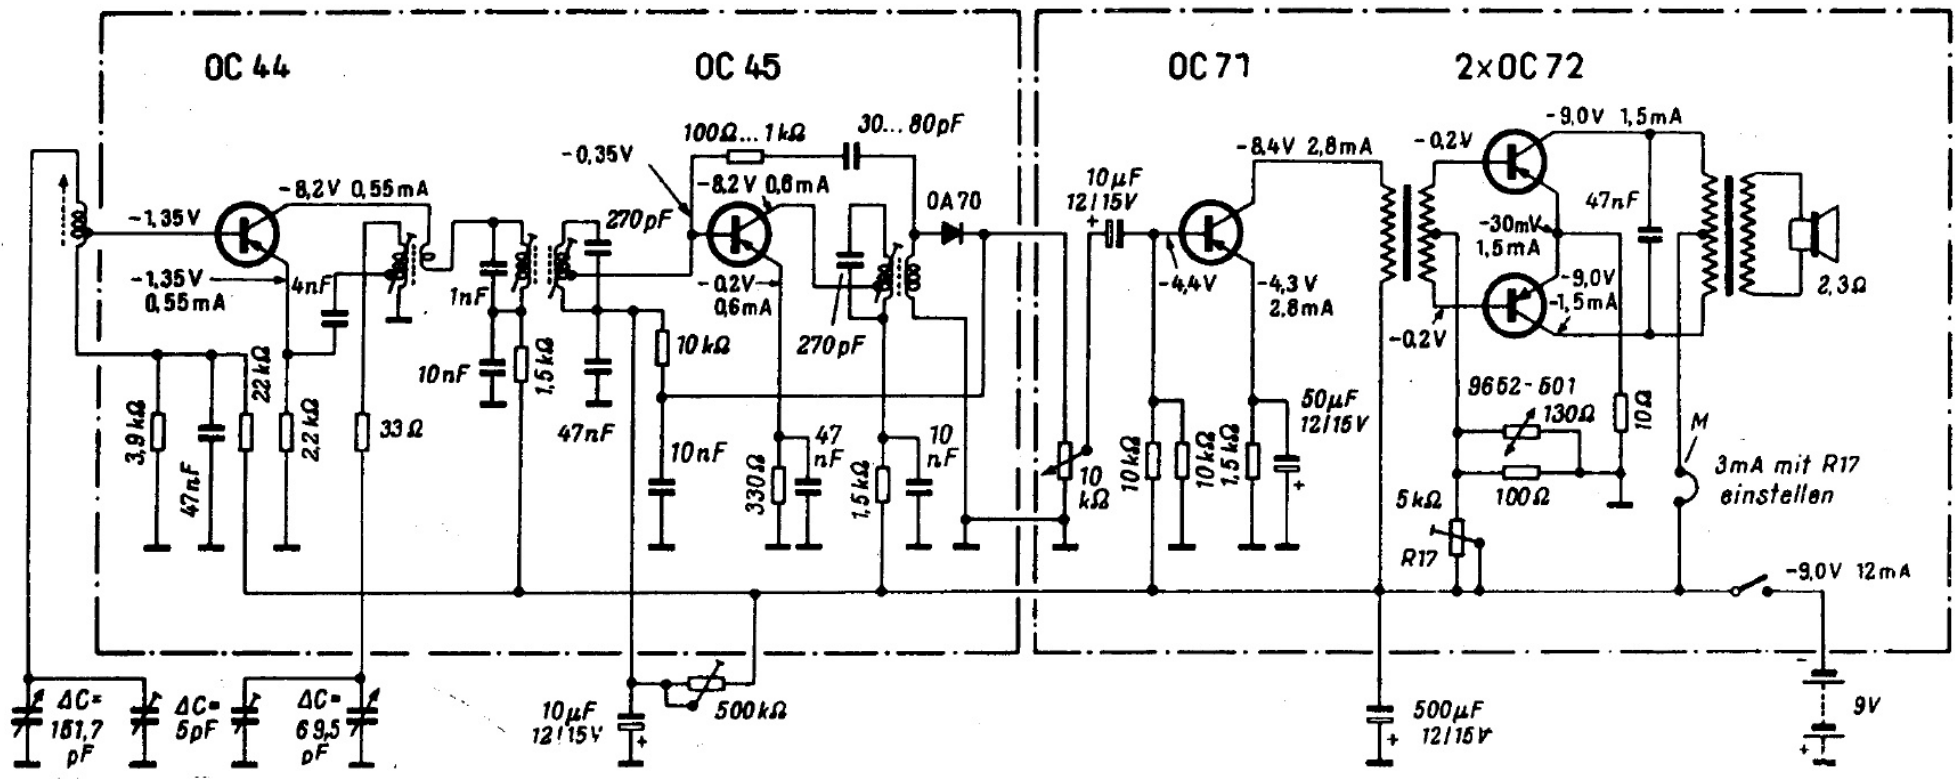 OC 44
OC 45
OC 71
2×OC 72
100Ω...1kΩ
30...80pF
-0,35V
-8,2V 0,55mA
-8,2V 0,6mA
270pF
OA 70
10µF
12/15V
+
-8,4V 2,8mA
-0,2V
-9,0V 1,5mA
47nF
-1,35V
-1,35V
0,55mA
4nF
1nF
-0,2V
0,6mA
270pF
-4,4V
-4,3V
2,8mA
-30mV
1,5mA
-9,0V
-1,5mA
-0,2V
2,3Ω
3,9kΩ
47nF
22kΩ
2,2kΩ
33Ω
10nF
1,5kΩ
47nF
10kΩ
10nF
330Ω
47
nF
1,5kΩ
10
nF
10
kΩ
10kΩ
10kΩ
1,5kΩ
50µF
12/15V
+
9652-601
130Ω
10Ω
100Ω
5kΩ
R17
M
3mA mit R17
einstellen
-9,0V 12mA
ΔC=
151,7
pF
ΔC=
5pF
ΔC=
69,5
pF
10µF
12/15V
+
500kΩ
500µF
12/15V
+
-
9V
+